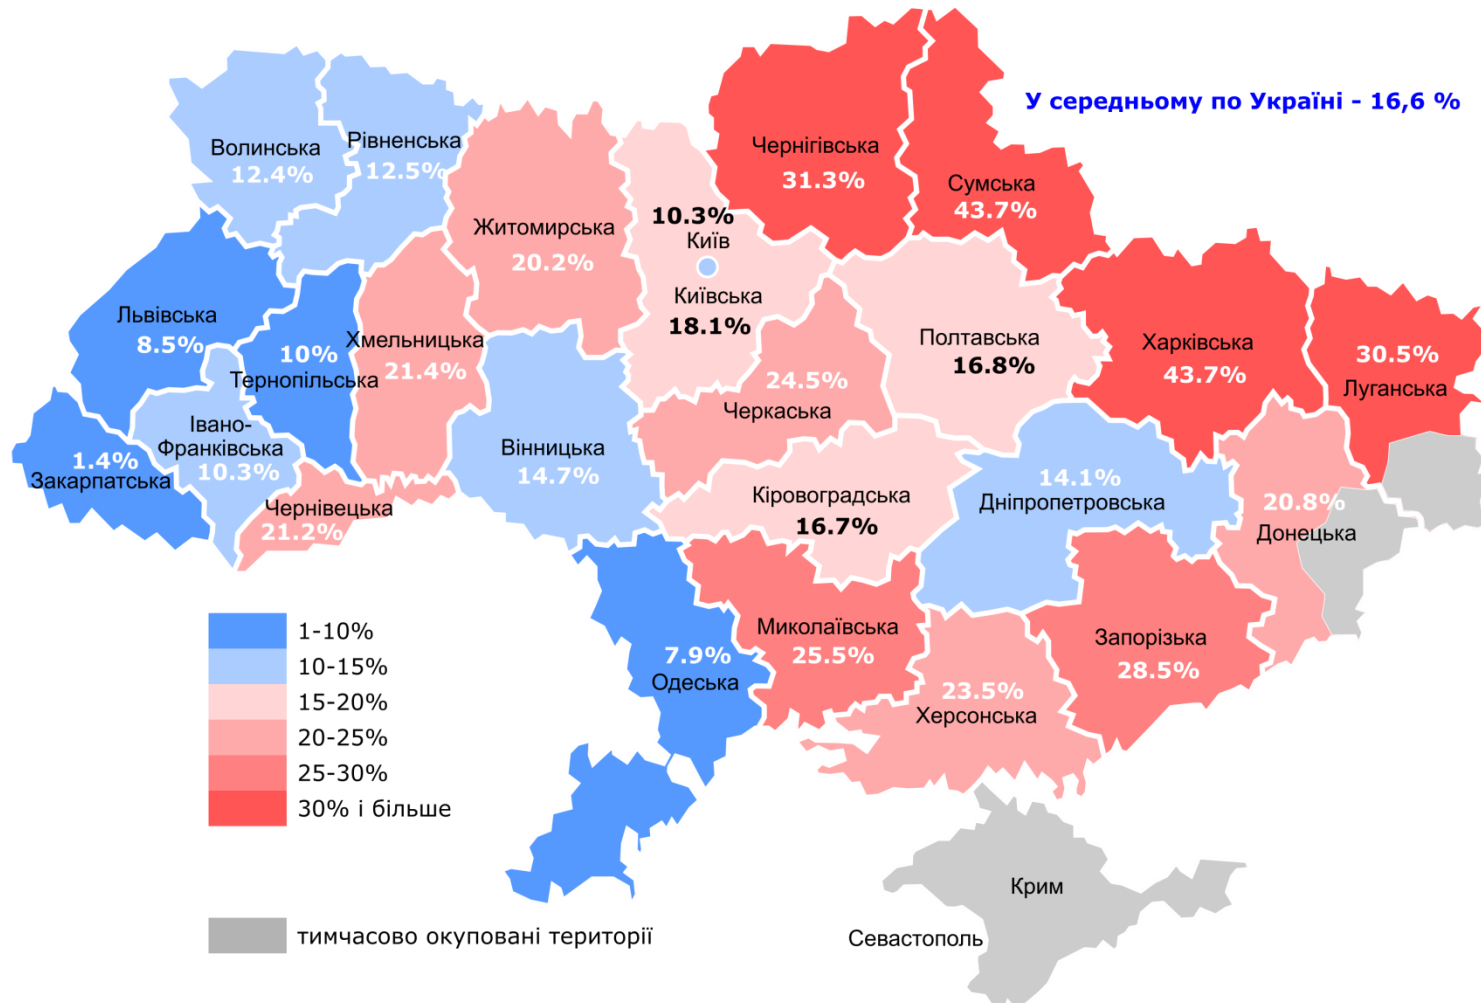 У середньому по Україні - 16,6 %
Волинська
12.4%
Рівненська
12.5%
Житомирська
20.2%
10.3%
Київ
Київська
18.1%
Чернігівська
31.3%
Сумська
43.7%
Львівська
8.5%
10%
Тернопільська
Хмельницька
21.4%
Полтавська
16.8%
Харківська
43.7%
30.5%
Луганська
24.5%
Черкаська
Івано-
Франківська
10.3%
1.4%
Закарпатська
Чернівецька
21.2%
Вінницька
14.7%
Кіровоградська
16.7%
14.1%
Дніпропетровська
20.8%
Донецька
7.9%
Одеська
Миколаївська
25.5%
23.5%
Херсонська
Запорізька
28.5%
1-10%
10-15%
15-20%
20-25%
25-30%
30% і більше
тимчасово окуповані території
Крим
Севастополь